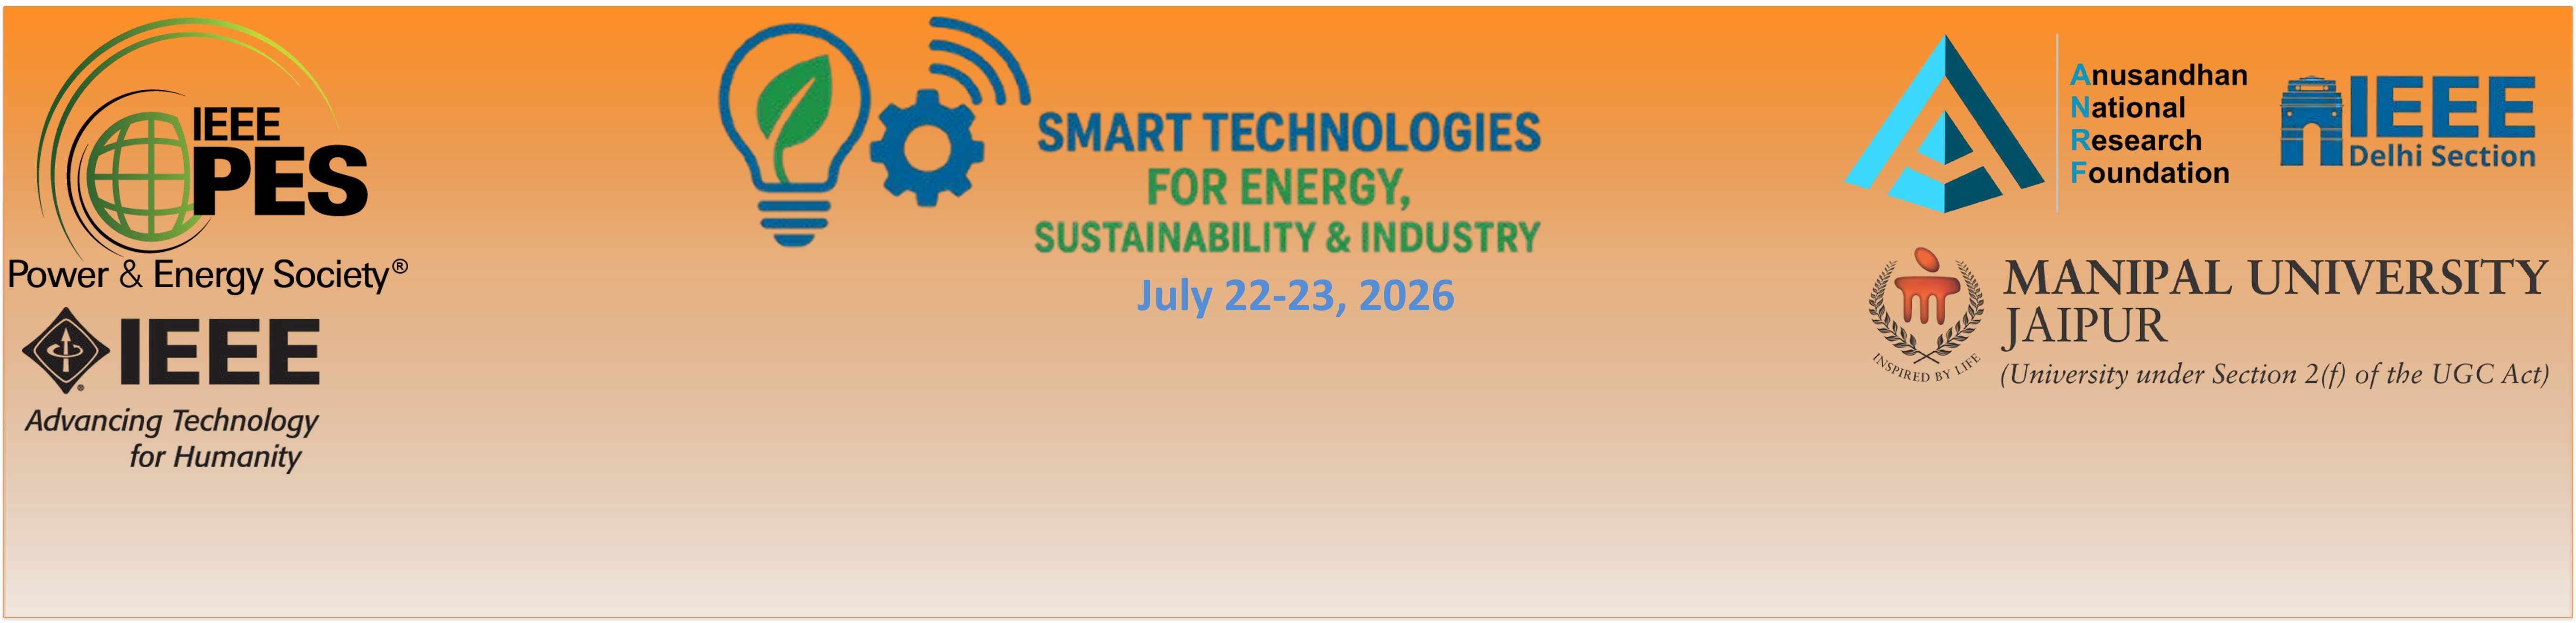 IEEE
PES
Power & Energy Society®
IEEE
®
Advancing Technology
for Humanity
SMART TECHNOLOGIES
FOR ENERGY,
SUSTAINABILITY & INDUSTRY
July 22-23, 2026
Anusandhan
National
Research
Foundation
IEEE
Delhi Section
MANIPAL UNIVERSITY
JAIPUR
(University under Section 2(f) of the UGC Act)
INSPIRED BY LIFE